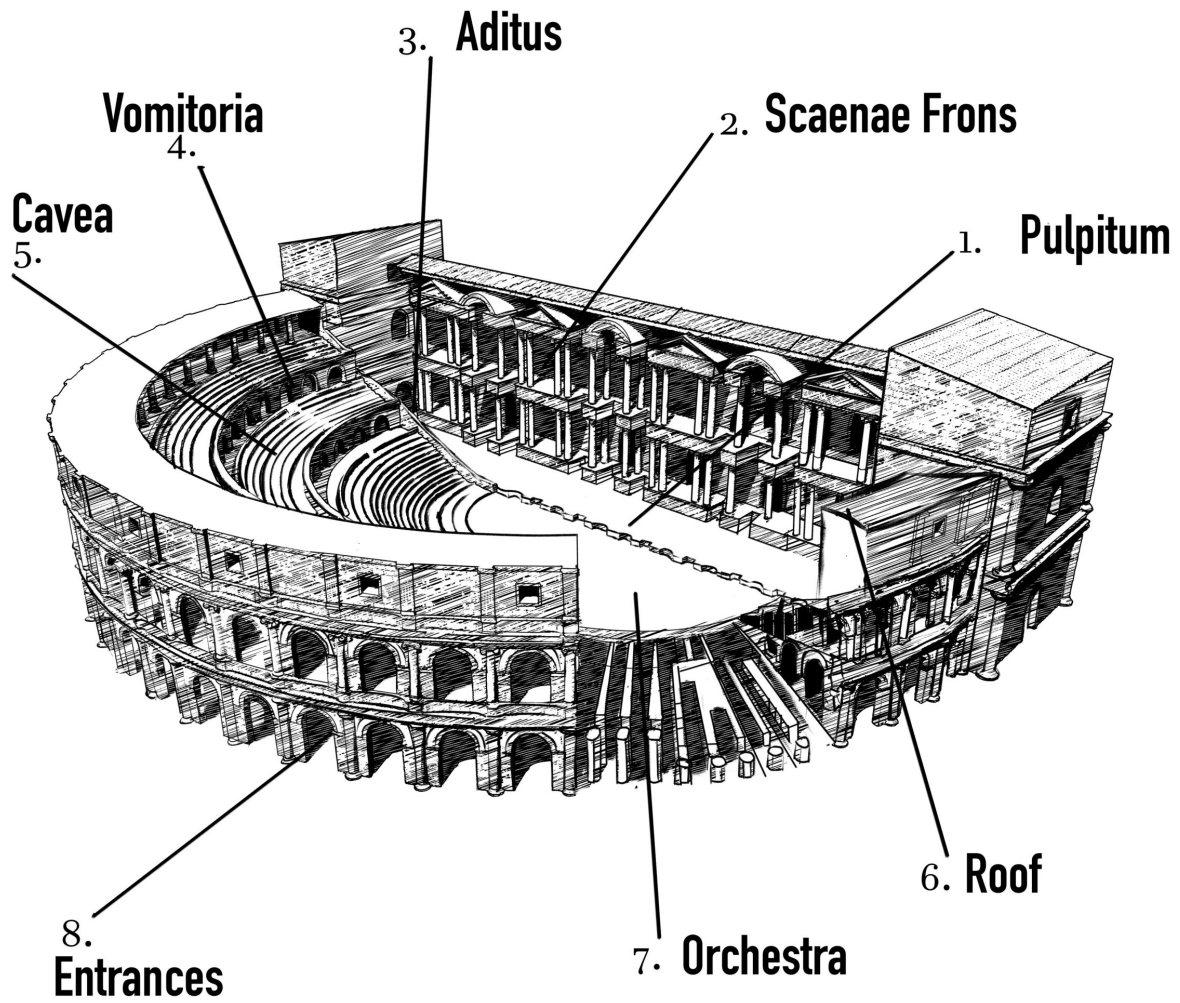 3. Aditus
Vomitoria
4.
2. Scaenae Frons
Cavea
5.
1. Pulpitum
6. Roof
8.
Entrances
7. Orchestra